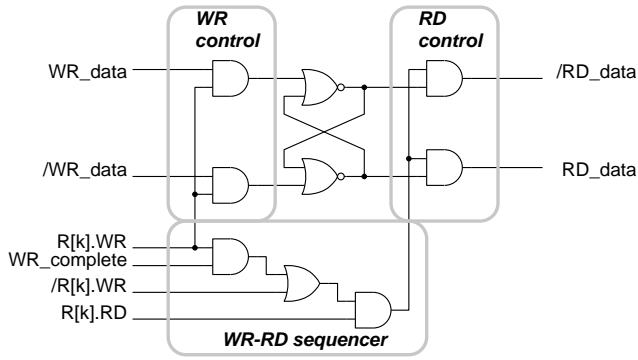 WR
control
RD
control
WR_data
/RD_data
/WR_data
RD_data
R[k].WR
WR_complete
/R[k].WR
R[k].RD
WR-RD sequencer